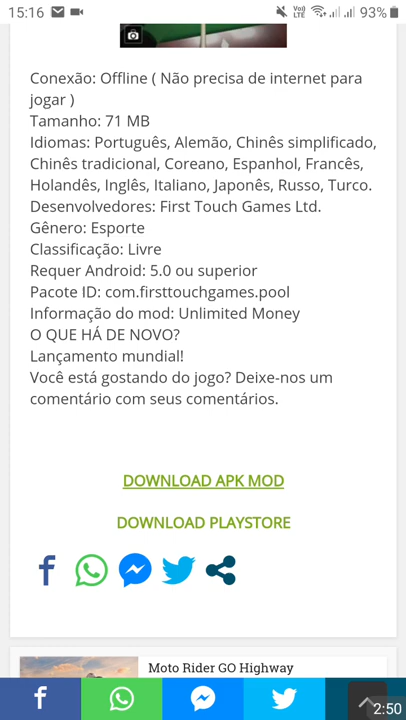 15:16 Vo) LTE 93%
Conexão: Offline ( Não precisa de internet para
jogar )
Tamanho: 71 MB
Idiomas: Português, Alemão, Chinês simplificado,
Chinês tradicional, Coreano, Espanhol, Francês,
Holandês, Inglês, Italiano, Japonês, Russo, Turco.
Desenvolvedores: First Touch Games Ltd.
Gênero: Esporte
Classificação: Livre
Requer Android: 5.0 ou superior
Pacote ID: com.firsttouchgames.pool
Informação do mod: Unlimited Money
O QUE HÁ DE NOVO?
Lançamento mundial!
Você está gostando do jogo? Deixe-nos um
comentário com seus comentários.
DOWNLOAD APK MOD
DOWNLOAD PLAYSTORE
Moto Rider GO Highway
2:50